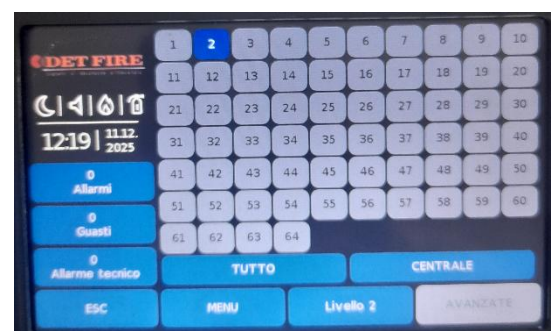 DET FIRE
12:19 | 11.12.2025
0
Allarmi
0
Guasti
0
Allarme tecnico
ESC
1 2 3 4 5 6 7 8 9 10
11 12 13 14 15 16 17 18 19 20
21 22 23 24 25 26 27 28 29 30
31 32 33 34 35 36 37 38 39 40
41 42 43 44 45 46 47 48 49 50
51 52 53 54 55 56 57 58 59 60
61 62 63 64
TUTTO CENTRALE
MENU Livello 2 AVANZATE